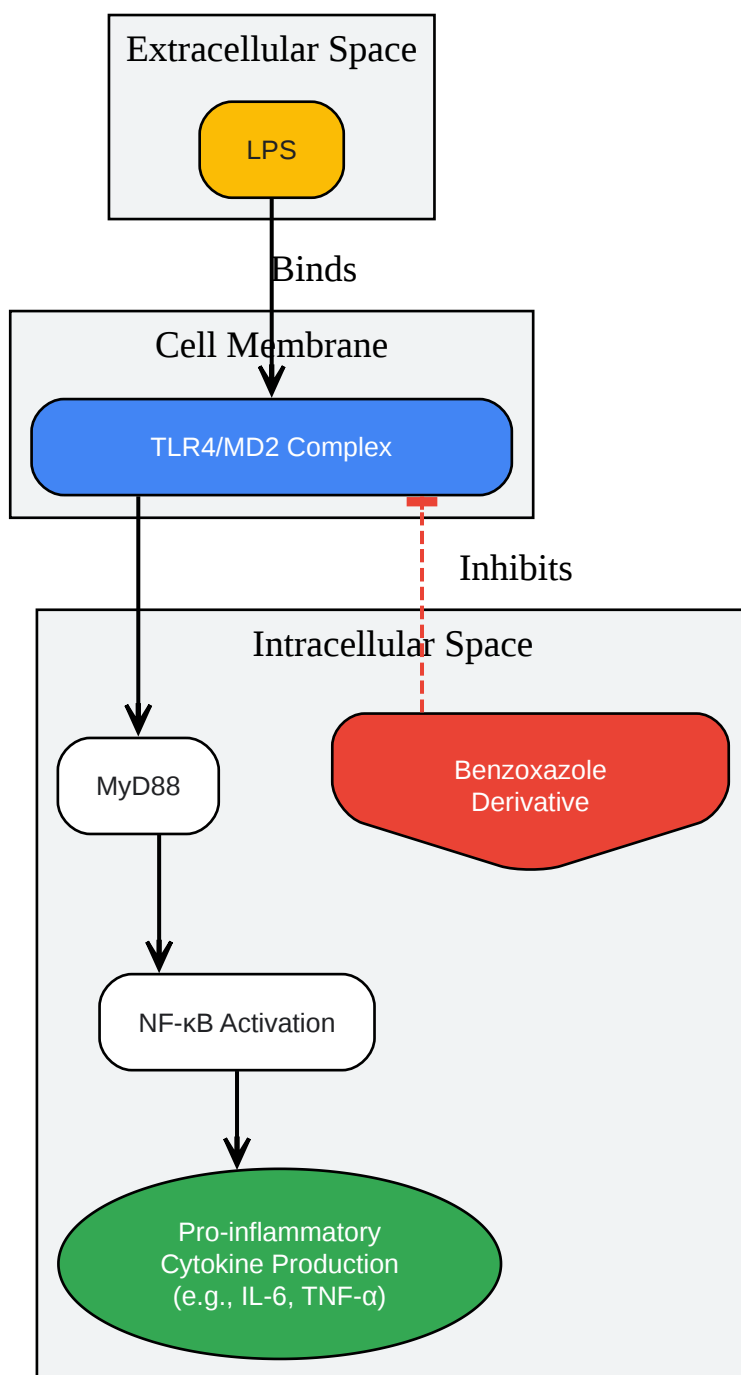 Extracellular Space
LPS
Binds
Cell Membrane
TLR4/MD2 Complex
Inhibits
Intracellular Space
Benzoxazole
Derivative
MyD88
NF-κB Activation
Pro-inflammatory
Cytokine Production
(e.g., IL-6, TNF-α)